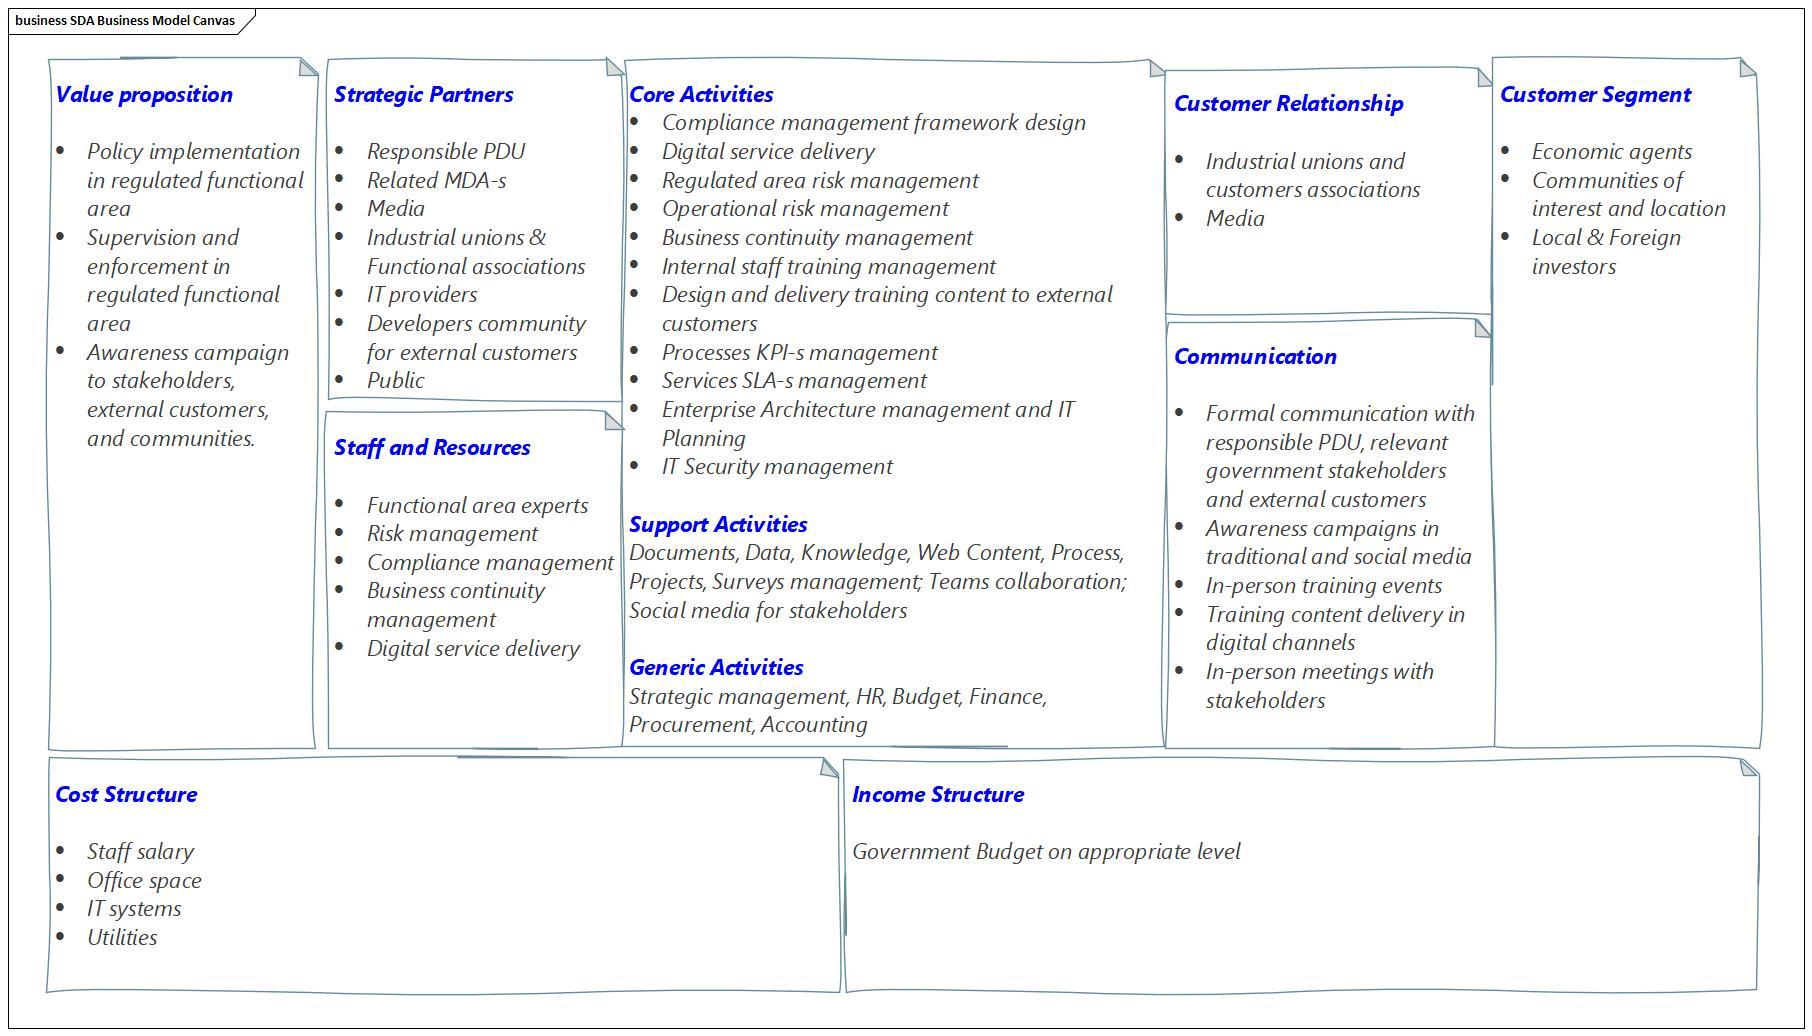 business SDA Business Model Canvas
Value proposition
• Policy implementation
in regulated functional
area
• Supervision and
enforcement in
regulated functional
area
• Awareness campaign
to stakeholders,
external customers,
and communities.
Strategic Partners
• Responsible PDU
• Related MDA-s
• Media
• Industrial unions &
Functional associations
• IT providers
• Developers community
for external customers
• Public
Staff and Resources
• Functional area experts
• Risk management
• Compliance management
• Business continuity
management
• Digital service delivery
Core Activities
• Compliance management framework design
• Digital service delivery
• Regulated area risk management
• Operational risk management
• Business continuity management
• Internal staff training management
• Design and delivery training content to external
customers
• Processes KPI-s management
• Services SLA-s management
• Enterprise Architecture management and IT
Planning
• IT Security management
Support Activities
Documents, Data, Knowledge, Web Content, Process,
Projects, Surveys management; Teams collaboration;
Social media for stakeholders
Generic Activities
Strategic management, HR, Budget, Finance,
Procurement, Accounting
Customer Relationship
• Industrial unions and
customers associations
• Media
Communication
• Formal communication with
responsible PDU, relevant
government stakeholders
and external customers
• Awareness campaigns in
traditional and social media
• In-person training events
• Training content delivery in
digital channels
• In-person meetings with
stakeholders
Customer Segment
• Economic agents
• Communities of
interest and location
• Local & Foreign
investors
Cost Structure
• Staff salary
• Office space
• IT systems
• Utilities
Income Structure
Government Budget on appropriate level